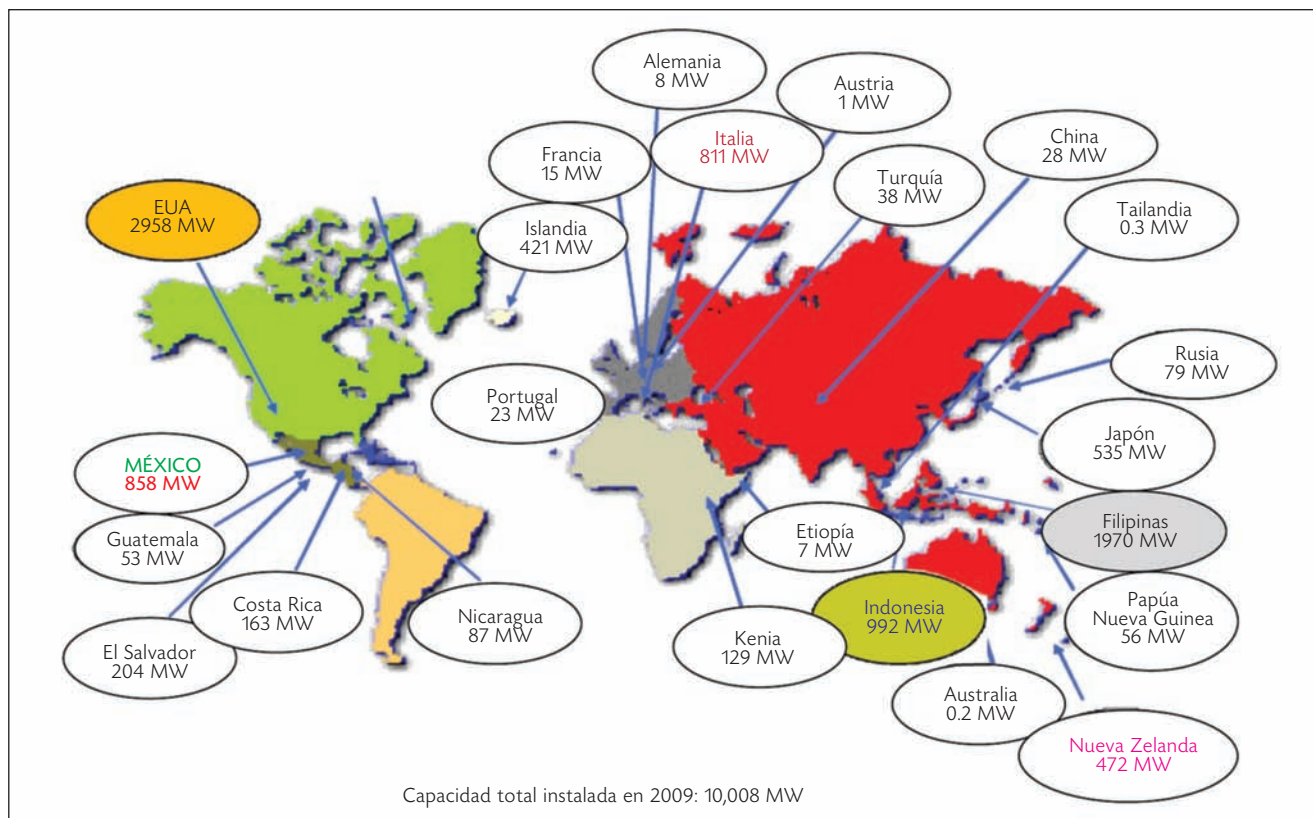 Alemania
8 MW
Austria
1 MW
Italia
811 MW
China
28 MW
Francia
15 MW
Turquía
38 MW
EUA
2958 MW
Islandia
421 MW
Tailandia
0.3 MW
Rusia
79 MW
Portugal
23 MW
Japón
535 MW
MÉXICO
858 MW
Filipinas
1970 MW
Guatemala
53 MW
Etiopía
7 MW
Costa Rica
163 MW
Nicaragua
87 MW
Indonesia
992 MW
Papúa
Nueva Guinea
56 MW
Kenia
129 MW
El Salvador
204 MW
Australia
0.2 MW
Nueva Zelanda
472 MW
Capacidad total instalada en 2009: 10,008 MW